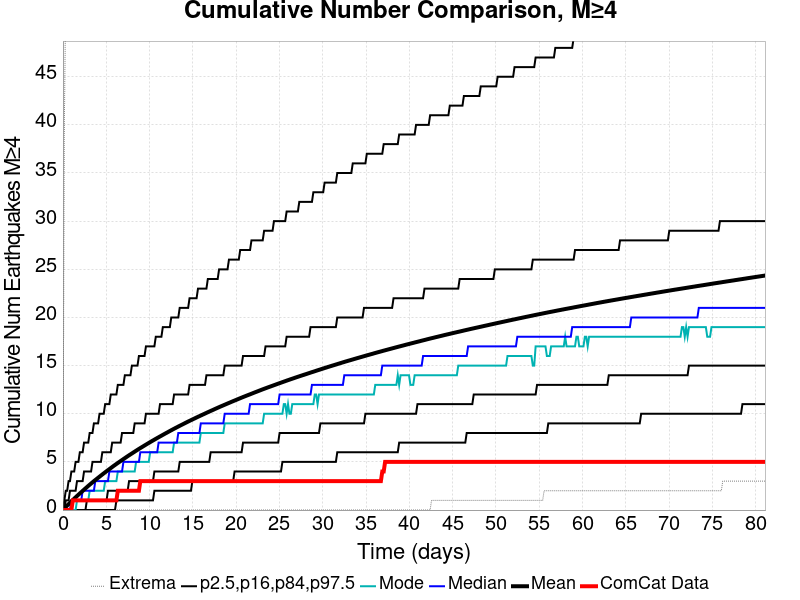 Cumulative Number Comparison, M≥4
Cumulative Num Earthquakes M≥4
45
40
35
30
25
20
15
10
5
0
0 5 10 15 20 25 30 35 40 45 50 55 60 65 70 75 80
Time (days)
Extrema p2.5,p16,p84,p97.5 Mode Median Mean ComCat Data